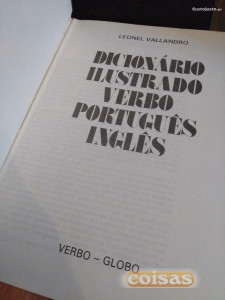 LEONEL VALLANDRO
DICIONÁRIO
ILUSTRADO
VERBO
PORTUGUÊS
INGLÊS
VERBO – GLOBO
coisas